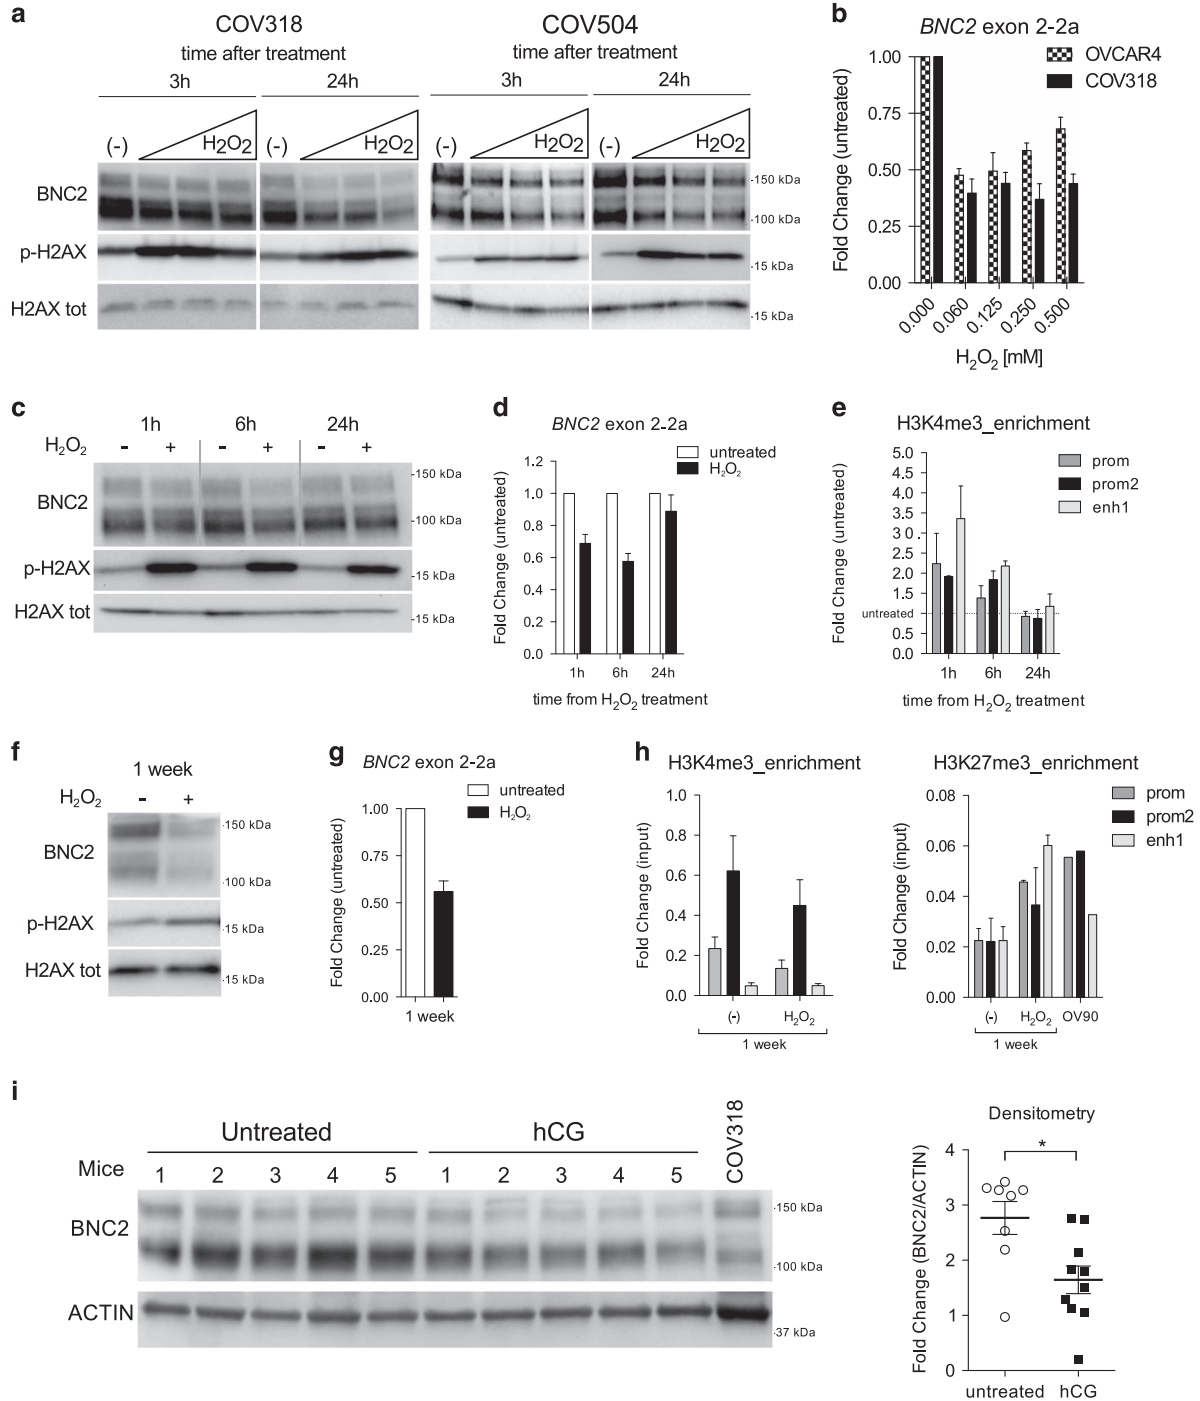 a
COV318
COV504
time after treatment
time after treatment
3h
24h
3h
24h
(-)
H2O2
(-)
H2O2
(-)
H2O2
(-)
H2O2
BNC2
-150 kDa
-100 kDa
p-H2AX
-15 kDa
H2AX tot
-15 kDa
b
BNC2 exon 2-2a
OVCAR4
COV318
Fold Change (untreated)
1.00
0.75
0.50
0.25
0.00
0.000
0.060
0.125
0.250
0.500
H2O2 [mM]
c
1h
6h
24h
H2O2
- + - + - +
BNC2
-150 kDa
-100 kDa
p-H2AX
-15 kDa
H2AX tot
-15 kDa
d
BNC2 exon 2-2a
untreated
H2O2
Fold Change (untreated)
1.2
1.0
0.8
0.6
0.4
0.2
0.0
1h
6h
24h
time from H2O2 treatment
e
H3K4me3_enrichment
prom
prom2
enh1
Fold Change (untreated)
5.0
4.5
4.0
3.5
3 0
2.5
2.0
1.5
untreated
0.5
0.0
1h
6h
24h
time from H2O2 treatment
f
1 week
H2O2
- +
BNC2
-150 kDa
-100 kDa
p-H2AX
-15 kDa
H2AX tot
-15 kDa
g
BNC2 exon 2-2a
untreated
H2O2
Fold Change (untreated)
1.00
0.75
0.50
0.25
0.00
1 week
h
H3K4me3_enrichment
Fold Change (input)
1.0
0.8
0.6
0.4
0.2
0.0
(-)
H2O2
1 week
H3K27me3_enrichment
prom
prom2
enh1
Fold Change (input)
0.08
0.06
0.04
0.02
0.00
(-)
H2O2
OV90
1 week
i
Untreated
hCG
COV318
Mice
1 2 3 4 5 1 2 3 4 5
BNC2
-150 kDa
-100 kDa
ACTIN
-37 kDa
Densitometry
*
Fold Change (BNC2/ACTIN)
4
3
2
1
0
untreated
hCG